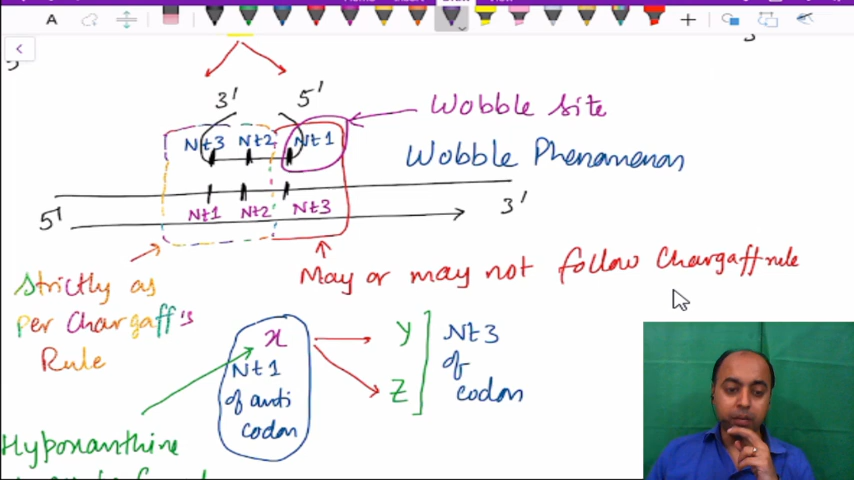 3' 5'
Wobble site
Nt3 Nt2 Nt1
Wobble Phenomenon
5' 3'
Nt1 Nt2 Nt3
May or may not follow Chargaff rule
Strictly as
Per Chargaff's
Rule
x
Nt1
of anti
codon
Y
Z
Nt3
of
codon
Hypoxanthine